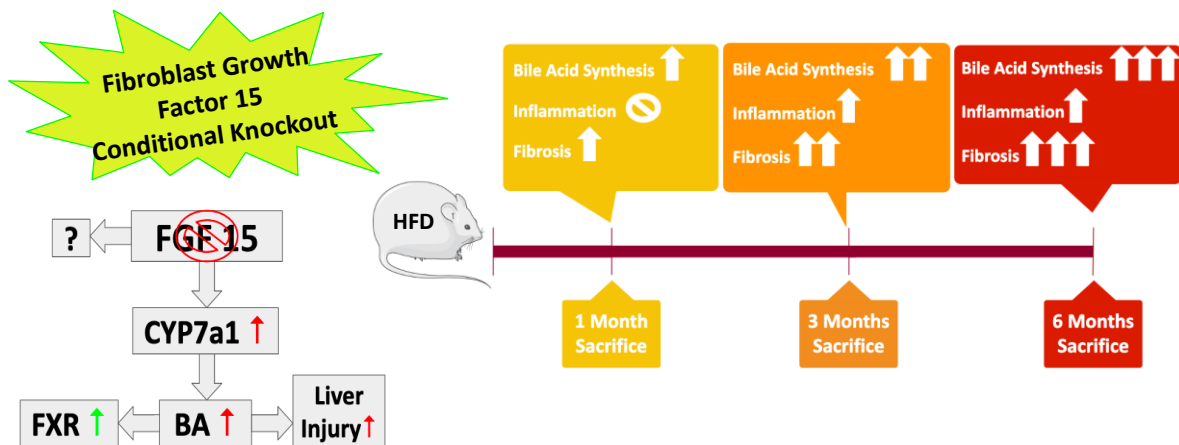 Fibroblast Growth
Factor 15
Conditional Knockout
?
FGF 15
CYP7a1 ↑
FXR ↑
BA ↑
Liver
Injury ↑
HFD
Bile Acid Synthesis ↑
Inflammation
Fibrosis ↑
Bile Acid Synthesis ↑↑
Inflammation ↑
Fibrosis ↑↑
Bile Acid Synthesis ↑↑↑
Inflammation ↑
Fibrosis ↑↑↑
1 Month
Sacrifice
3 Months
Sacrifice
6 Months
Sacrifice